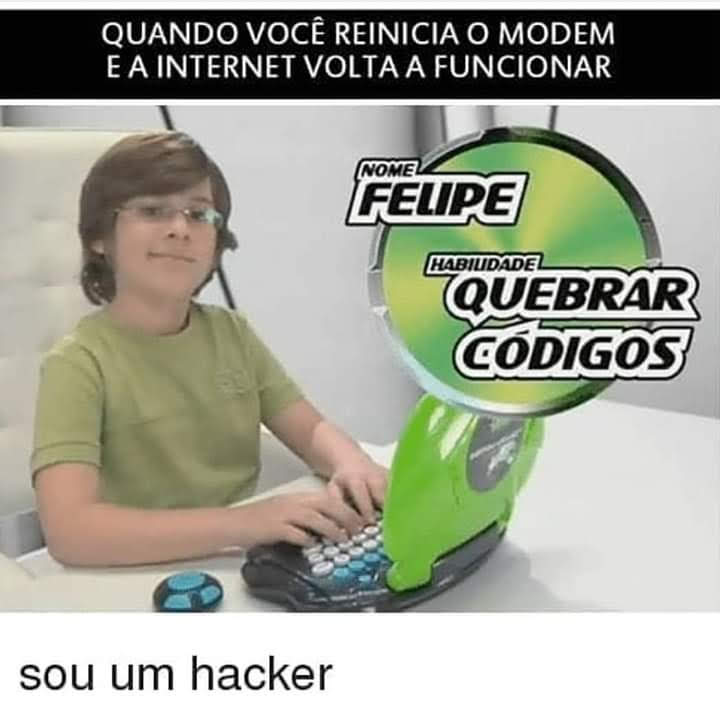 QUANDO VOCÊ REINICIA O MODEM
E A INTERNET VOLTA A FUNCIONAR
NOME
FELIPE
HABILIDADE
QUEBRAR
CÓDIGOS
sou um hacker